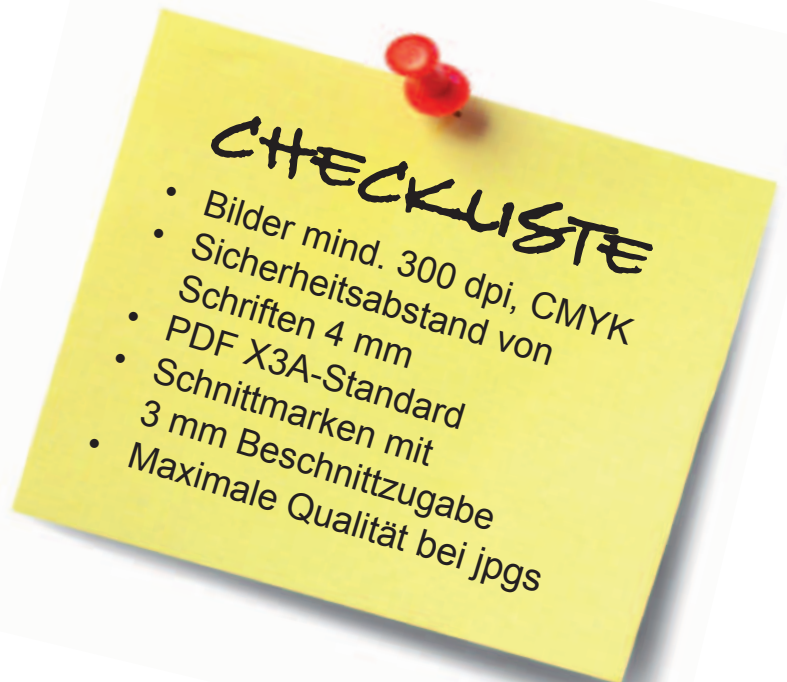 CHECKLISTE
• Bilder mind. 300 dpi, CMYK
• Sicherheitsabstand von
Schriften 4 mm
• PDF X3A-Standard
• Schnittmarken mit
3 mm Beschnittzugabe
• Maximale Qualität bei jpgs